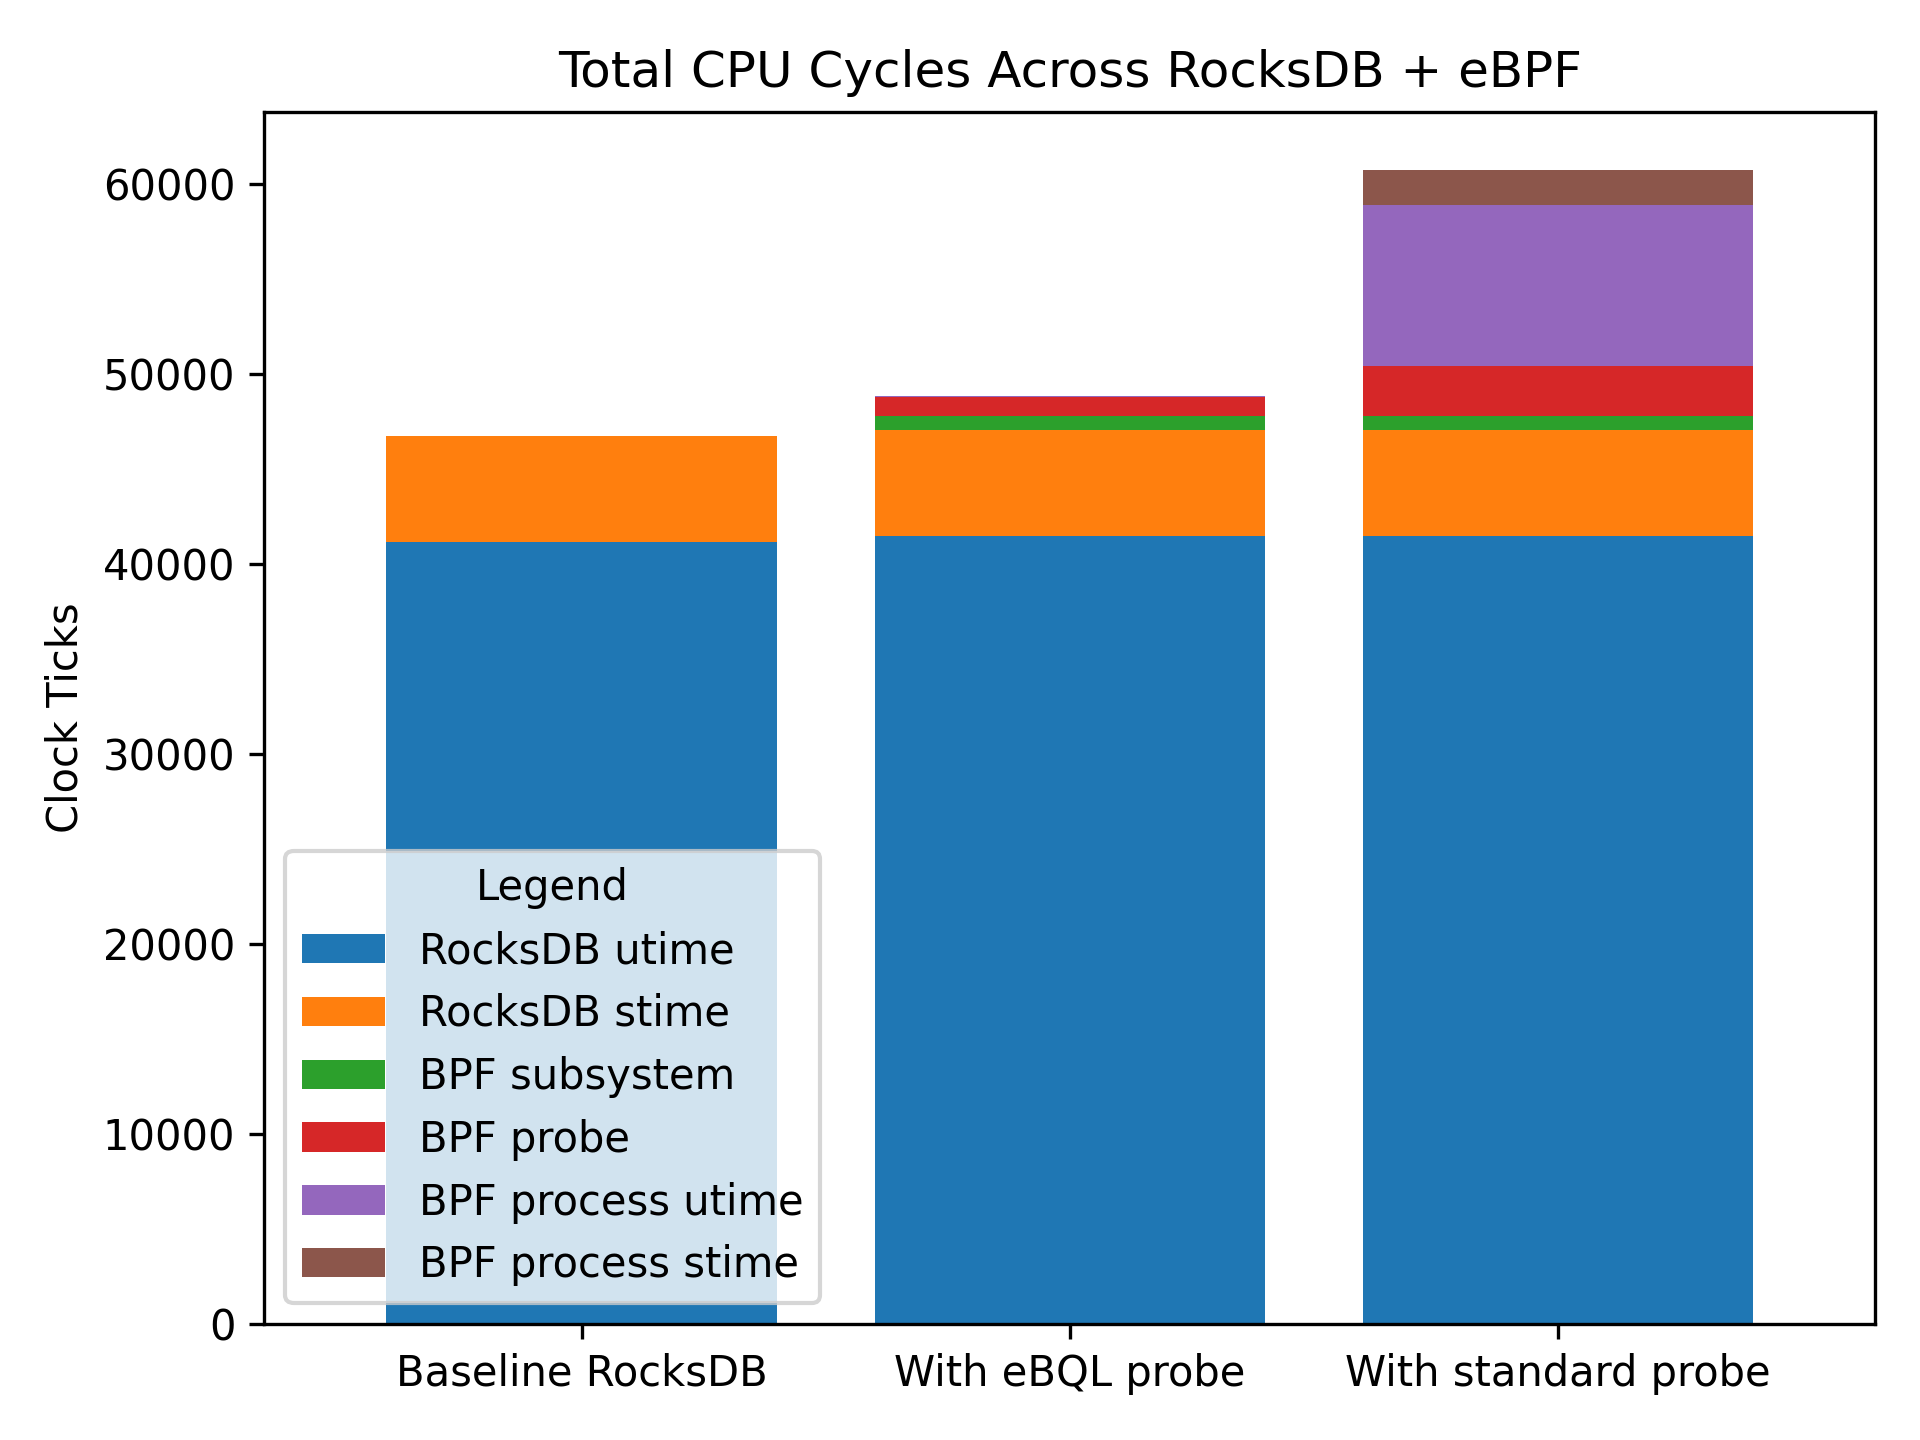 Total CPU Cycles Across RocksDB + eBPF
Clock Ticks
60000
50000
40000
30000
20000
10000
0
Legend
RocksDB utime
RocksDB stime
BPF subsystem
BPF probe
BPF process utime
BPF process stime
Baseline RocksDB
With eBQL probe
With standard probe